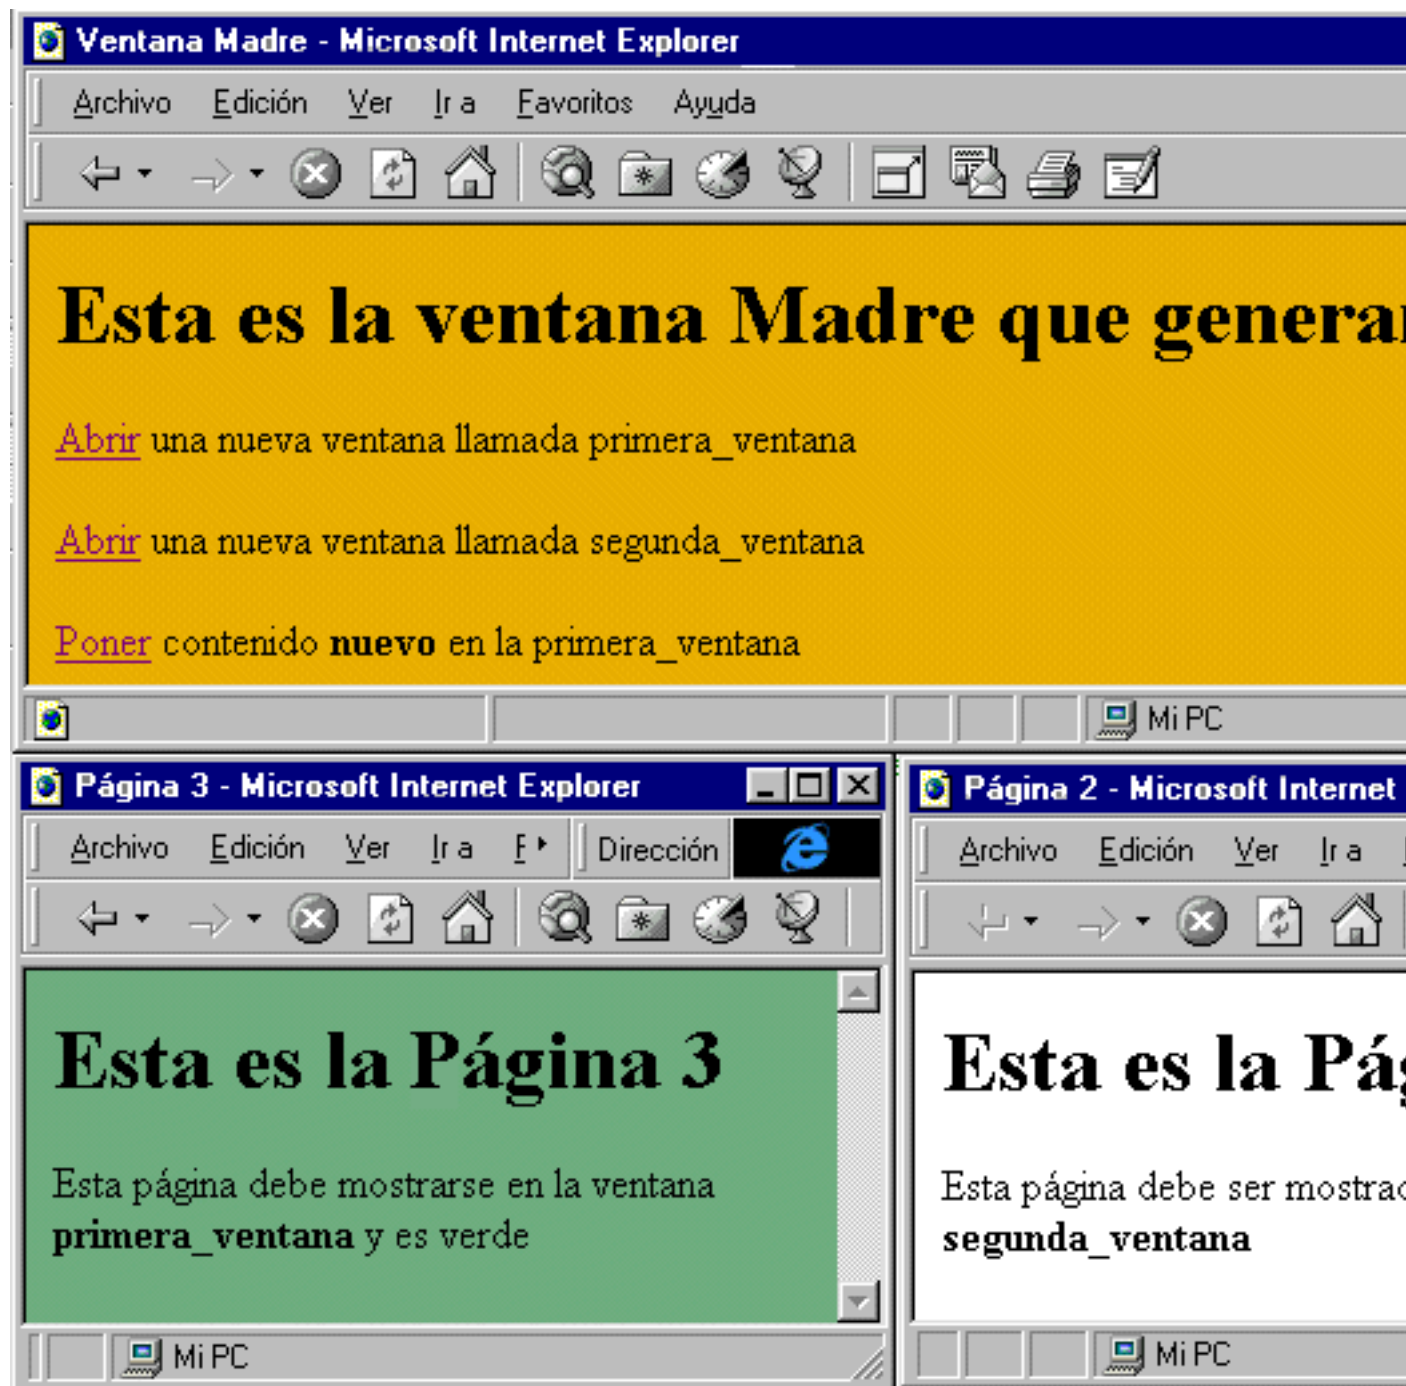 Ventana Madre - Microsoft Internet Explorer
Archivo Edición Ver Ir a Favoritos Ayuda
Esta es la ventana Madre que generar
Abrir una nueva ventana llamada primera_ventana
Abrir una nueva ventana llamada segunda_ventana
Poner contenido nuevo en la primera_ventana
Mi PC
Página 3 - Microsoft Internet Explorer
Archivo Edición Ver Ir a F Dirección
Esta es la Página 3
Esta página debe mostrarse en la ventana
primera_ventana y es verde
Mi PC
Página 2 - Microsoft Internet
Archivo Edición Ver Ir a
Esta es la Pág
Esta página debe ser mostrad
segunda_ventana
Mi PC